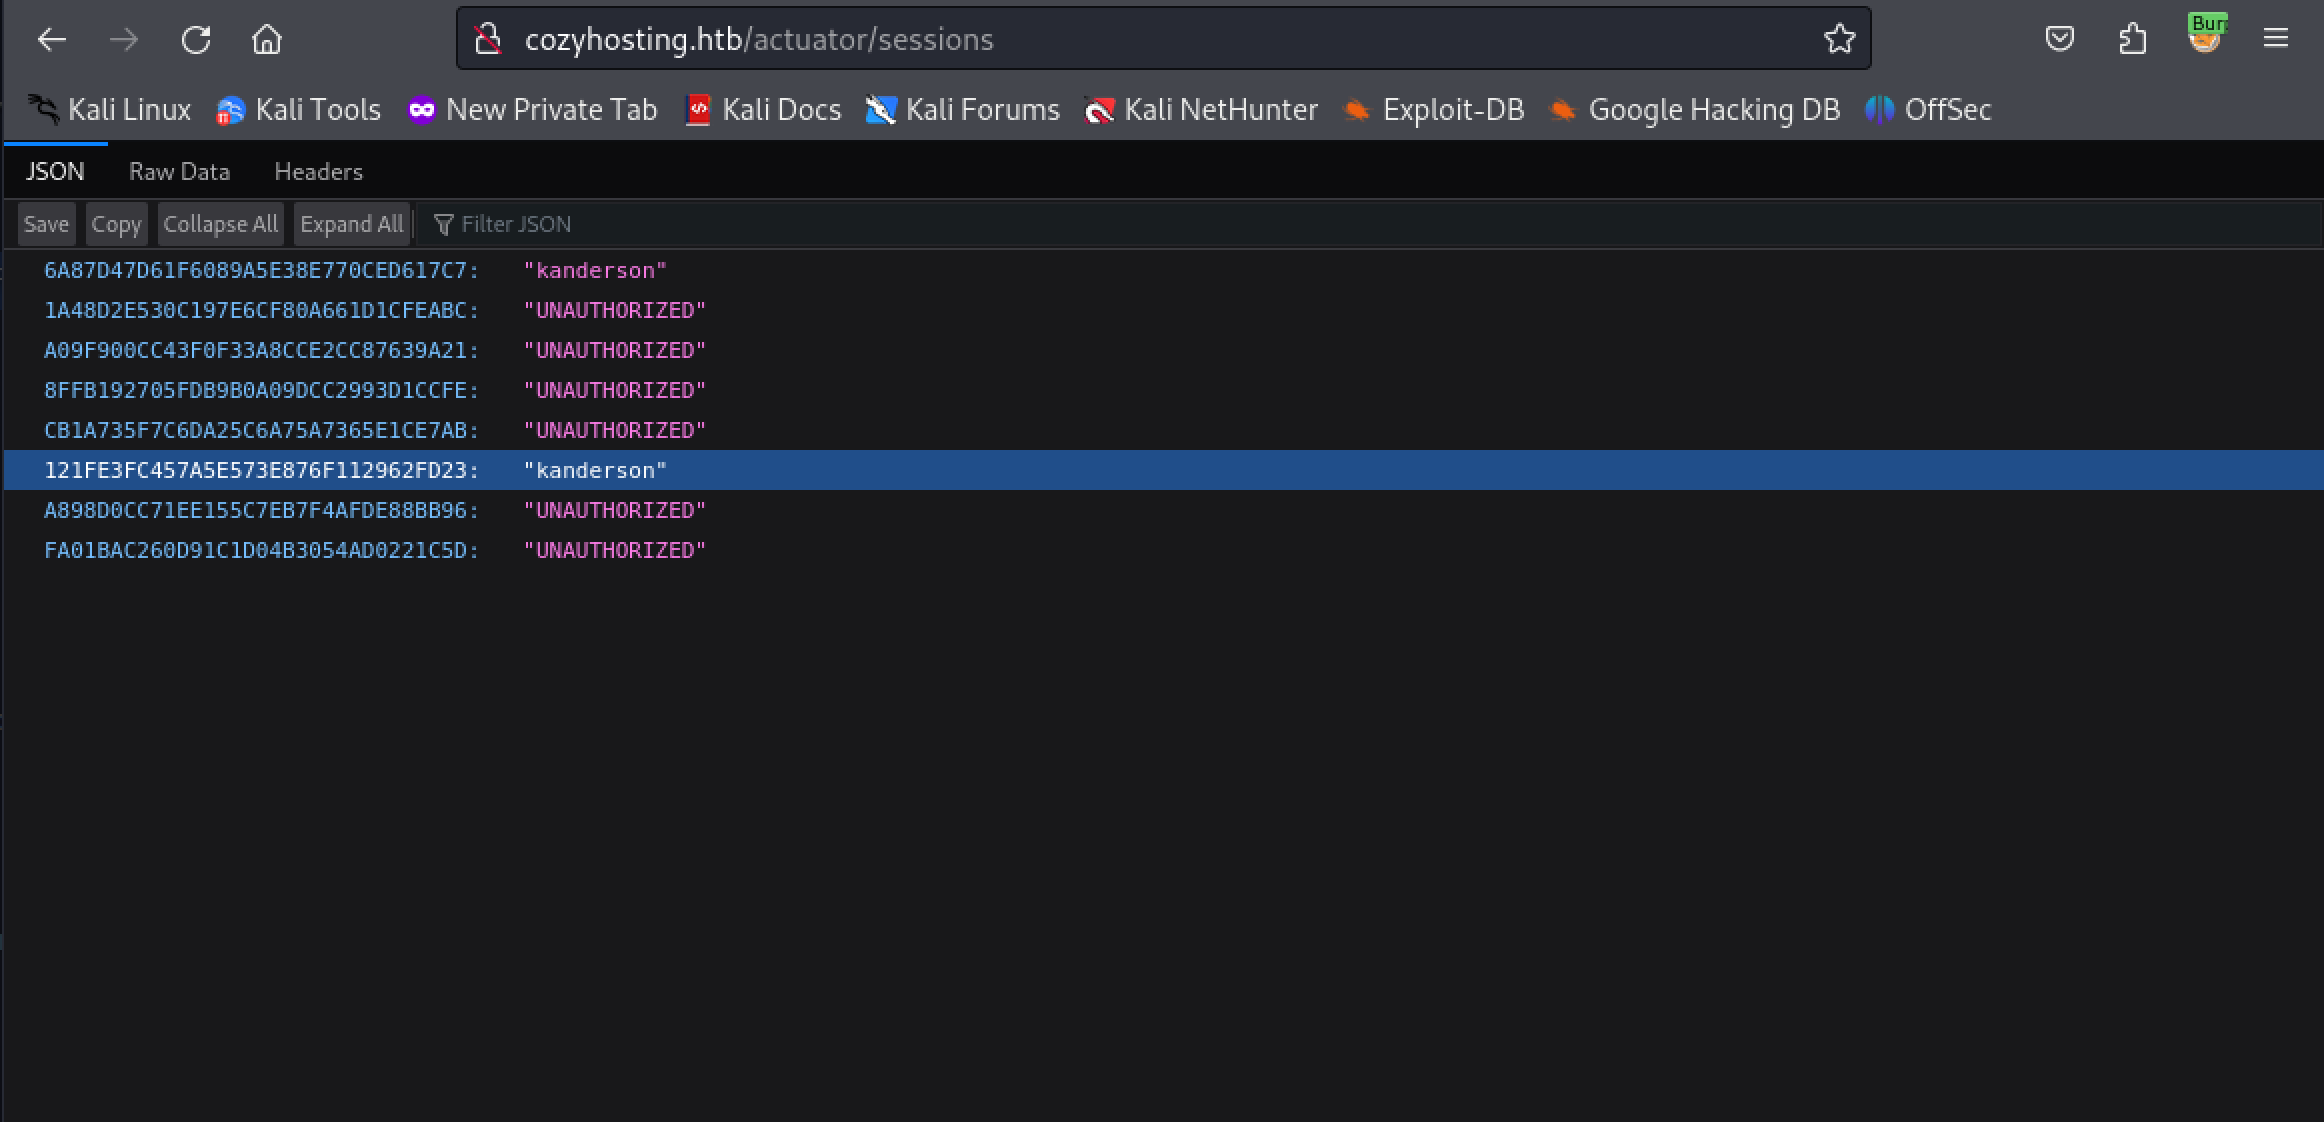 Bur
cozyhosting.htb/actuator/sessions
Kali Linux Kali Tools New Private Tab Kali Docs Kali Forums Kali NetHunter Exploit-DB Google Hacking DB OffSec
JSON Raw Data Headers
Save Copy Collapse All Expand All Filter JSON
6A87D47D61F6089A5E38E770CED617C7: "kanderson"
1A48D2E530C197E6CF80A661D1CFEABC: "UNAUTHORIZED"
A09F900CC43F0F33A8CCE2CC87639A21: "UNAUTHORIZED"
8FFB192705FDB9B0A09DCC2993D1CCFE: "UNAUTHORIZED"
CB1A735F7C6DA25C6A75A7365E1CE7AB: "UNAUTHORIZED"
121FE3FC457A5E573E876F112962FD23: "kanderson"
A898D0CC71EE155C7EB7F4AFDE88BB96: "UNAUTHORIZED"
FA01BAC260D91C1D04B3054AD0221C5D: "UNAUTHORIZED"